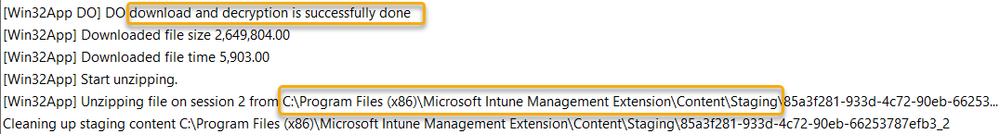 [Win32App DO] DO download and decryption is successfully done
[Win32App] Downloaded file size 2,649,804.00
[Win32App] Downloaded file time 5,903.00
[Win32App] Start unzipping.
[Win32App] Unzipping file on session 2 from C:\Program Files (x86)\Microsoft Intune Management Extension\Content\Staging\85a3f281-933d-4c72-90eb-66253...
Cleaning up staging content C:\Program Files (x86)\Microsoft Intune Management Extension\Content\Staging\85a3f281-933d-4c72-90eb-66253787efb3_2